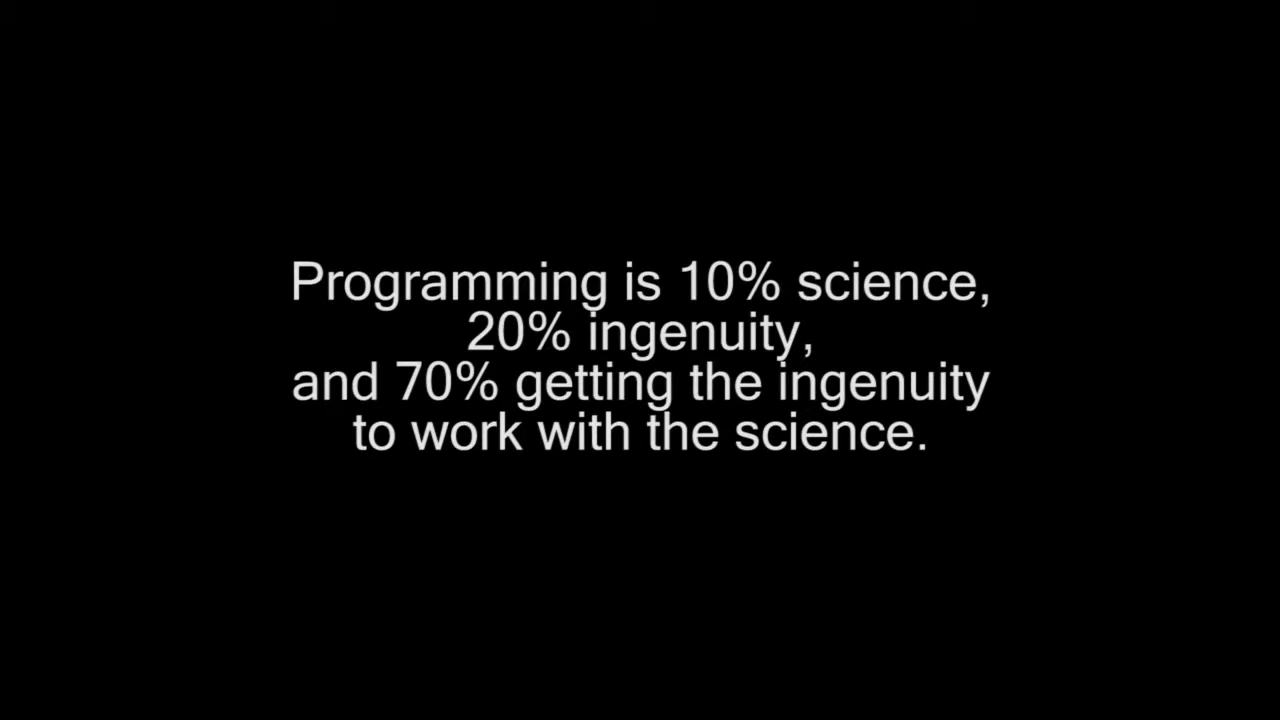 Programming is 10% science,
20% ingenuity,
and 70% getting the ingenuity
to work with the science.